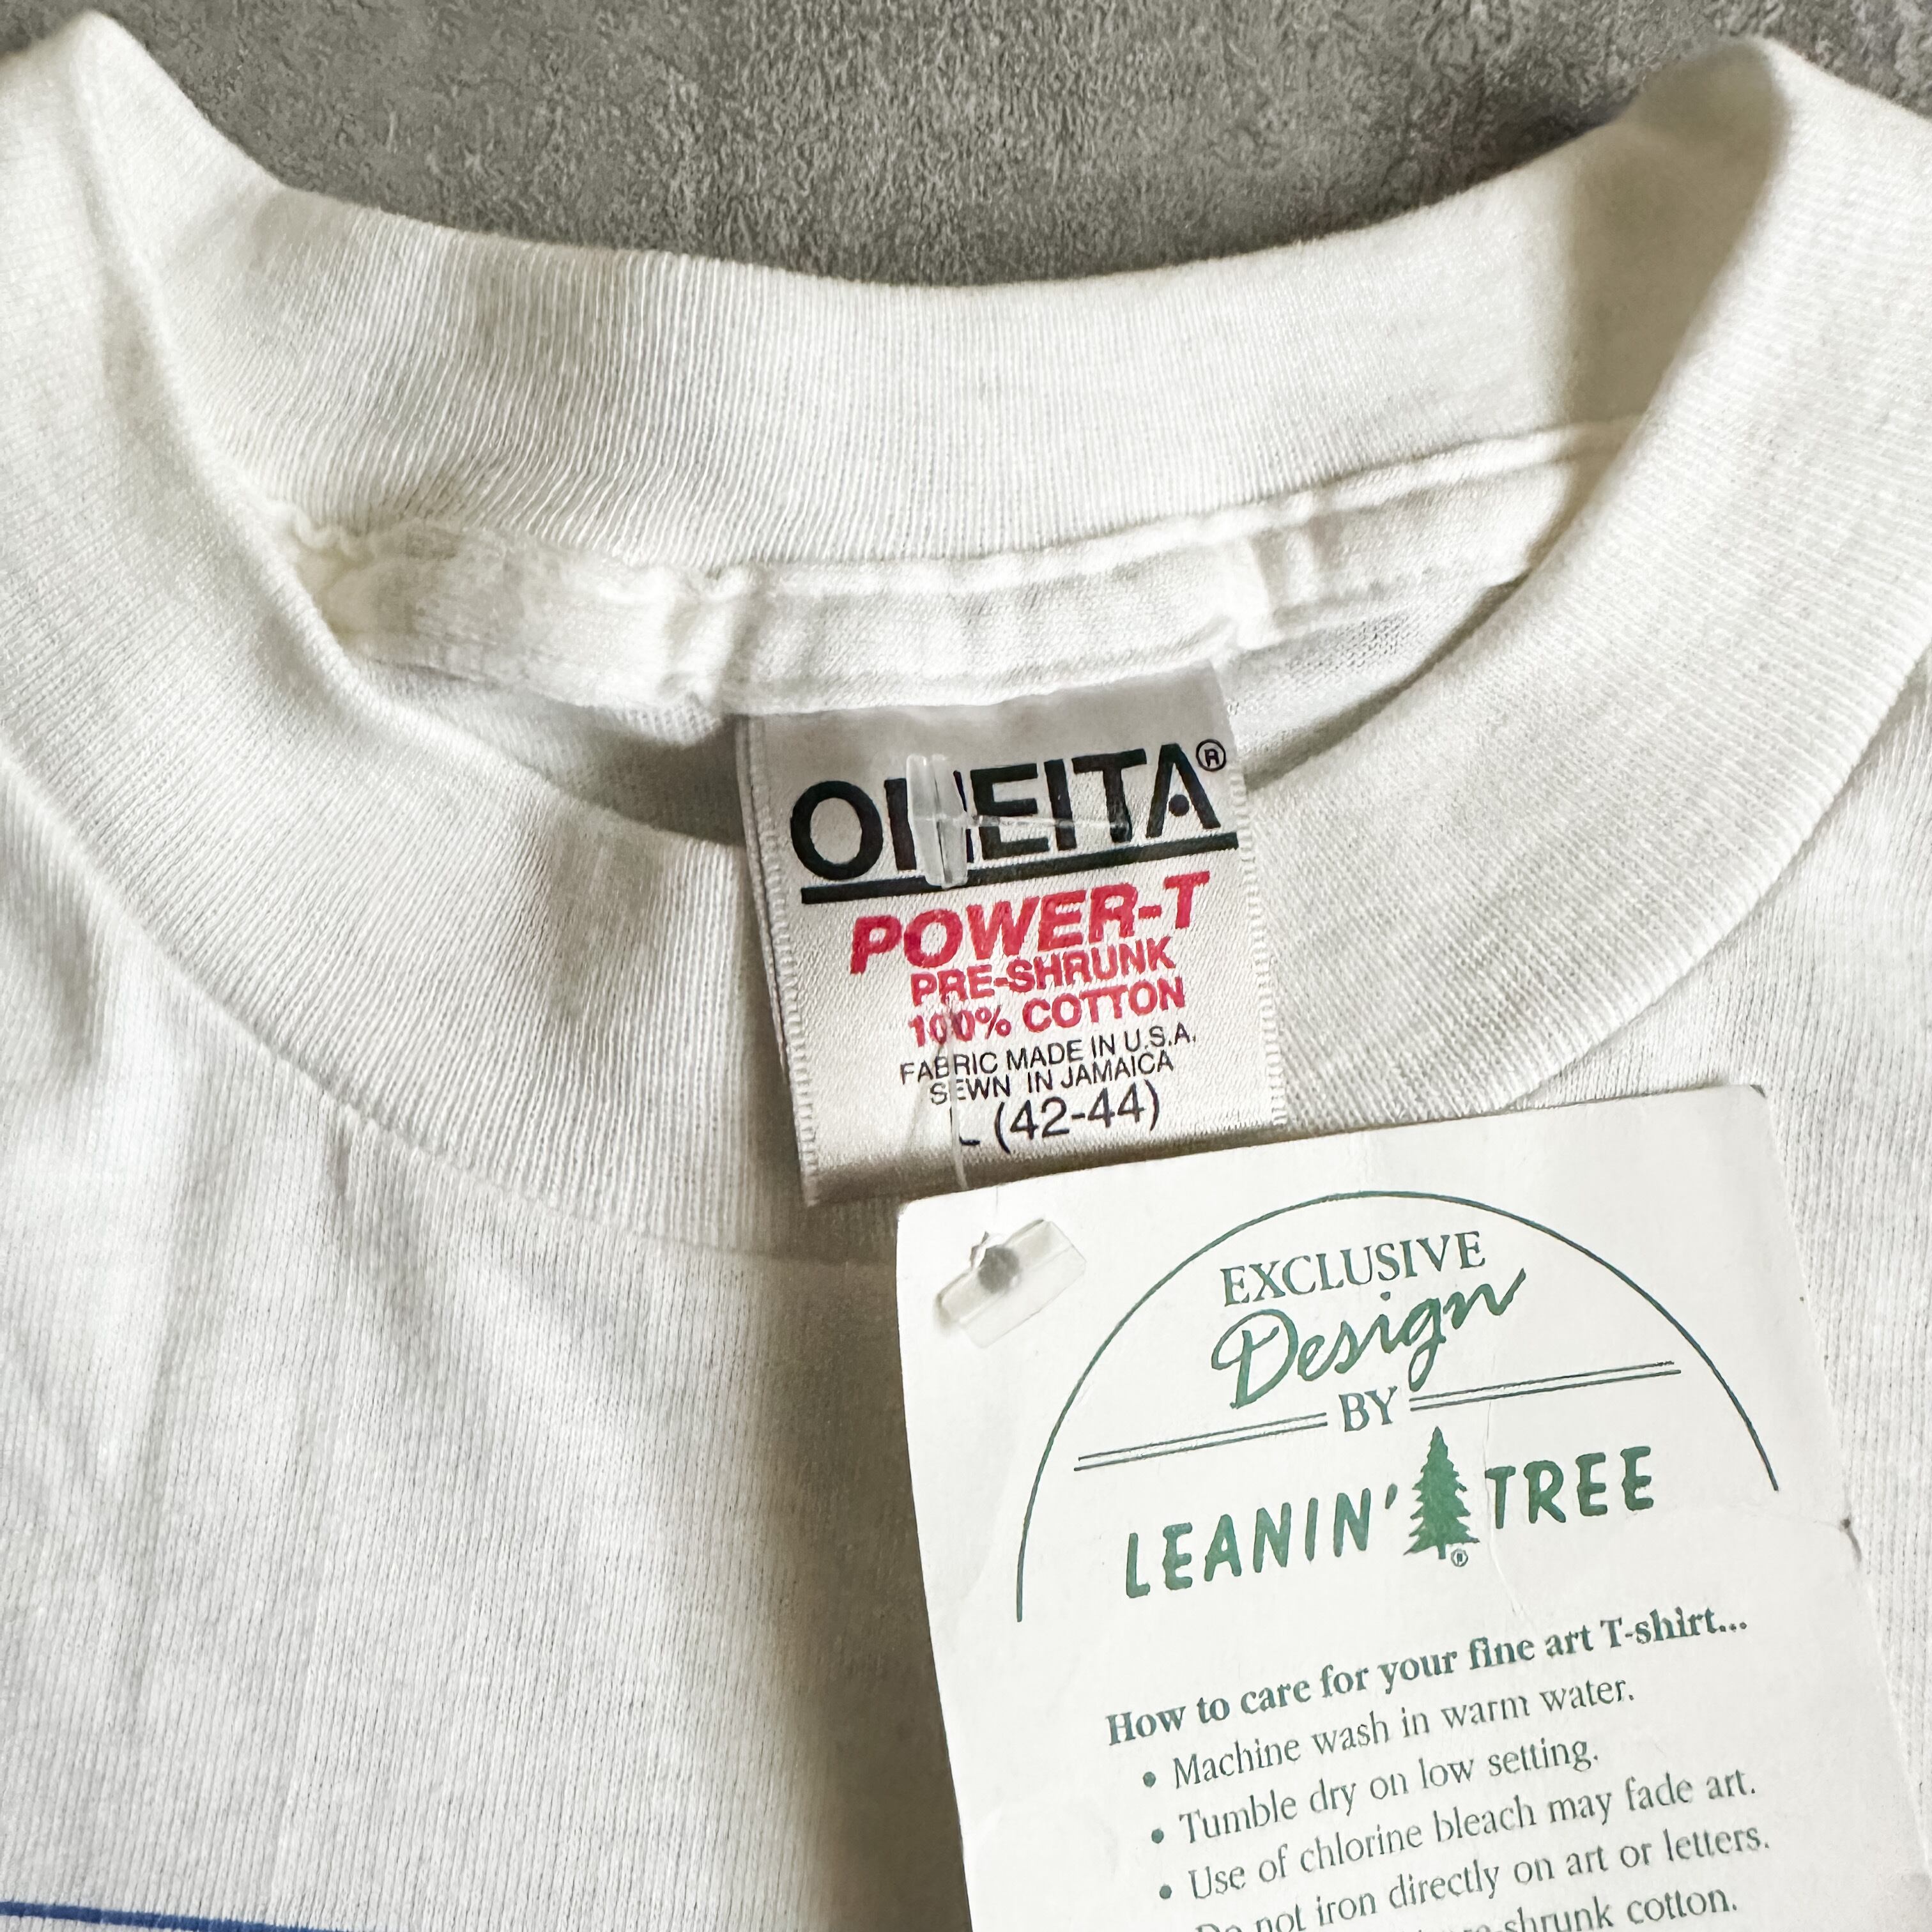 ONEITA®
POWER-T
PRE-SHRUNK
100% COTTON
FABRIC MADE IN U.S.A.
SEWN IN JAMAICA
L (42-44)
EXCLUSIVE
Design
BY
LEANIN' TREE
®
How to care for your fine art T-shirt...
• Machine wash in warm water.
• Tumble dry on low setting.
• Use of chlorine bleach may fade art.
Do not iron directly on art or letters.
shrunk cotton.